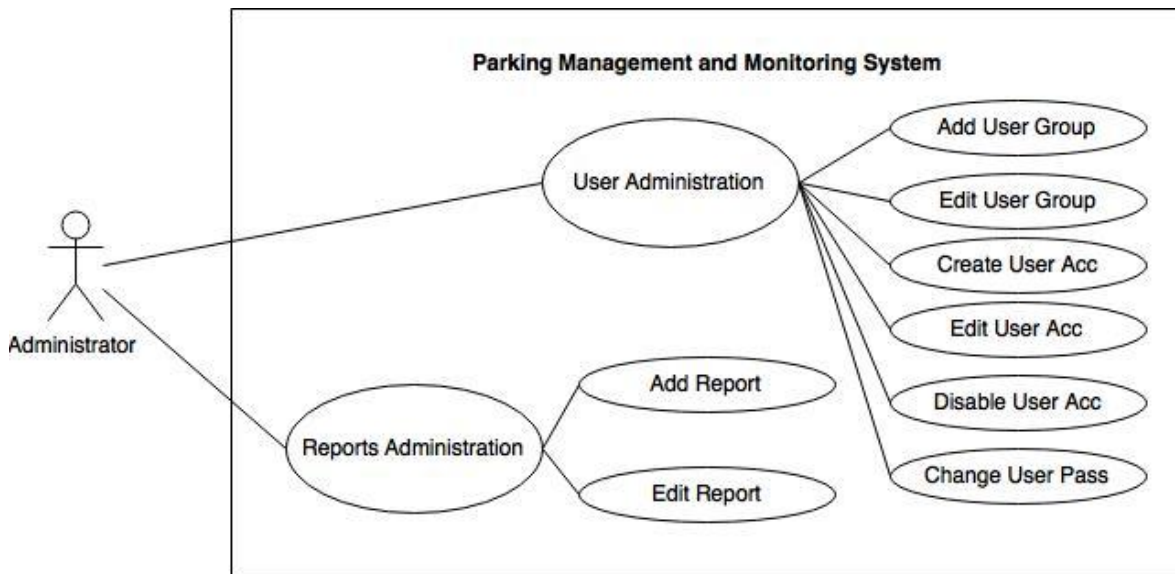 Parking Management and Monitoring System
Add User Group
User Administration
Edit User Group
Create User Acc
Administrator
Edit User Acc
Add Report
Disable User Acc
Reports Administration
Change User Pass
Edit Report